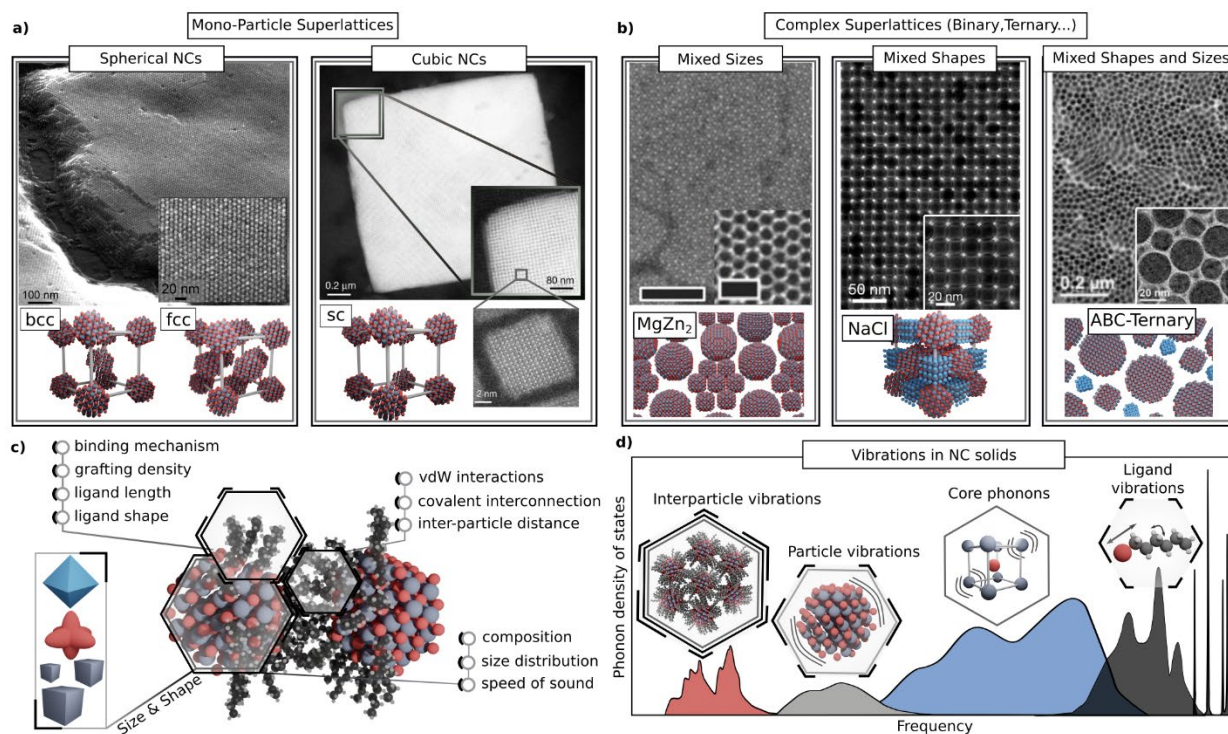 a)
Mono-Particle Superlattices
Spherical NCs
100 nm
20 nm
bcc
fcc
Cubic NCs
0.2 µm
80 nm
sc
2 nm
b)
Complex Superlattices (Binary,Ternary...)
Mixed Sizes
MgZn2
Mixed Shapes
50 nm
20 nm
NaCl
Mixed Shapes and Sizes
0.2 µm
20 nm
ABC-Ternary
c)
binding mechanism
grafting density
ligand length
ligand shape
vdW interactions
covalent interconnection
inter-particle distance
composition
size distribution
speed of sound
Size & Shape
d)
Vibrations in NC solids
Phonon density of states
Interparticle vibrations
Particle vibrations
Core phonons
Ligand
vibrations
Frequency